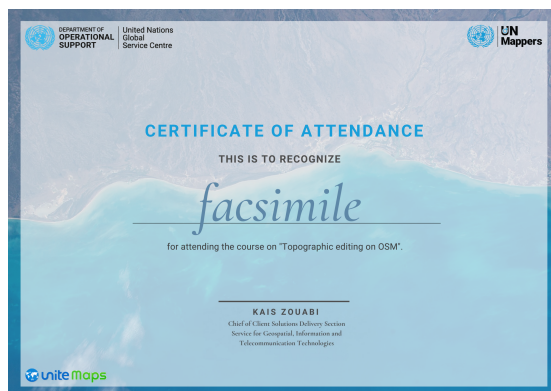 DEPARTMENT OF
OPERATIONAL
SUPPORT
United Nations
Global
Service Centre
UN
Mappers
CERTIFICATE OF ATTENDANCE
THIS IS TO RECOGNIZE
facsimile
for attending the course on "Topographic editing on OSM".
KAIS ZOUABI
Chief of Client Solutions Delivery Section
Service for Geospatial, Information and
Telecommunication Technologies
unite Maps